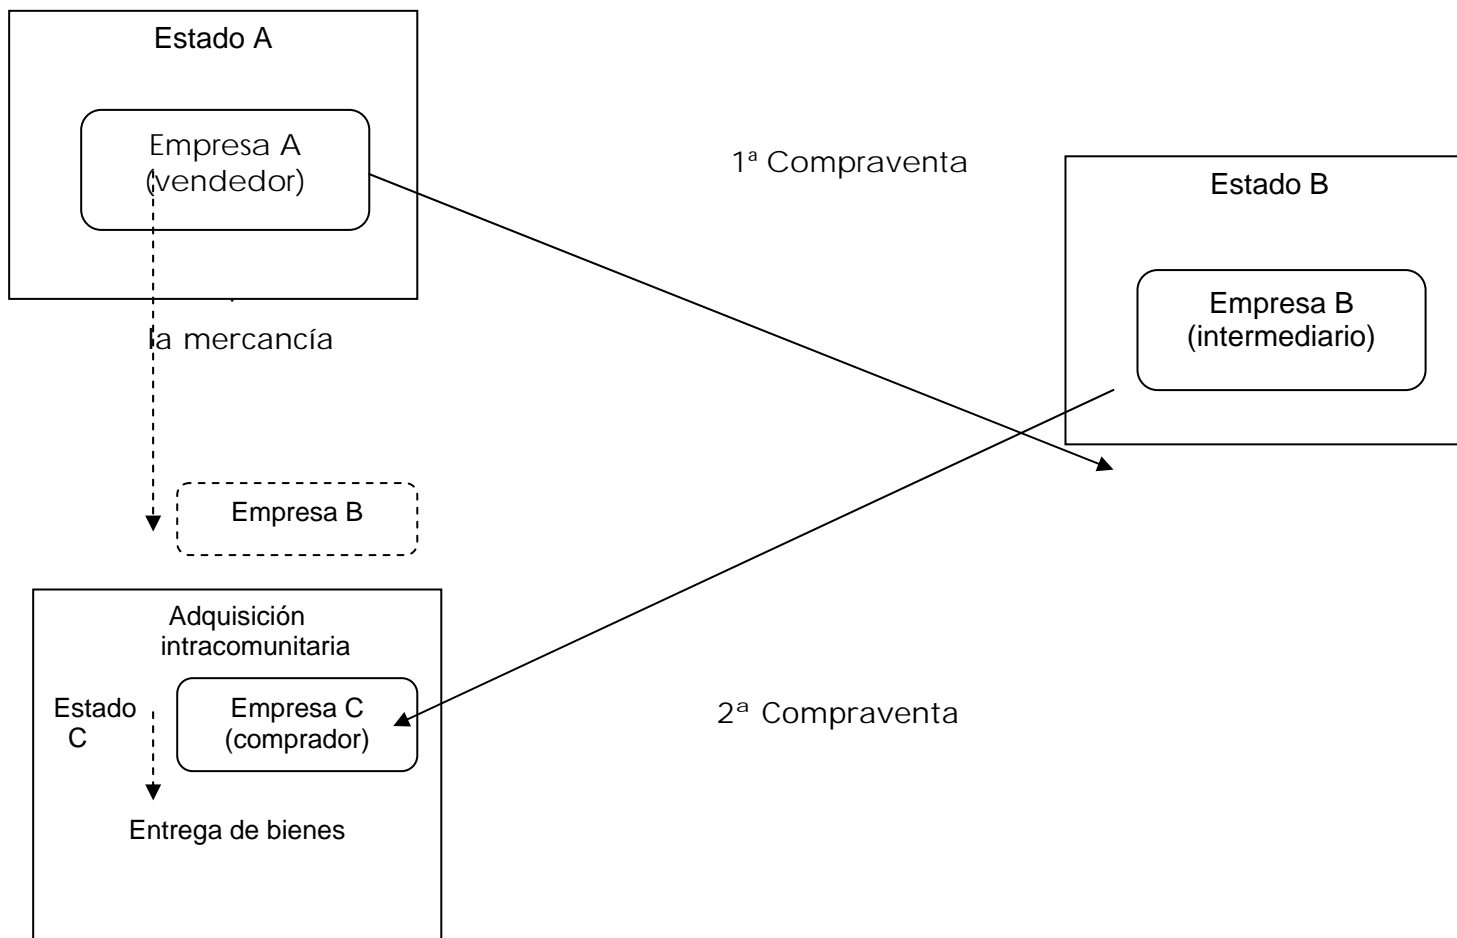 Estado A
Empresa A
(vendedor)
1ª Compraventa
Estado B
Empresa B
(intermediario)
la mercancía
Empresa B
Adquisición
intracomunitaria
Estado
C
Empresa C
(comprador)
2ª Compraventa
Entrega de bienes